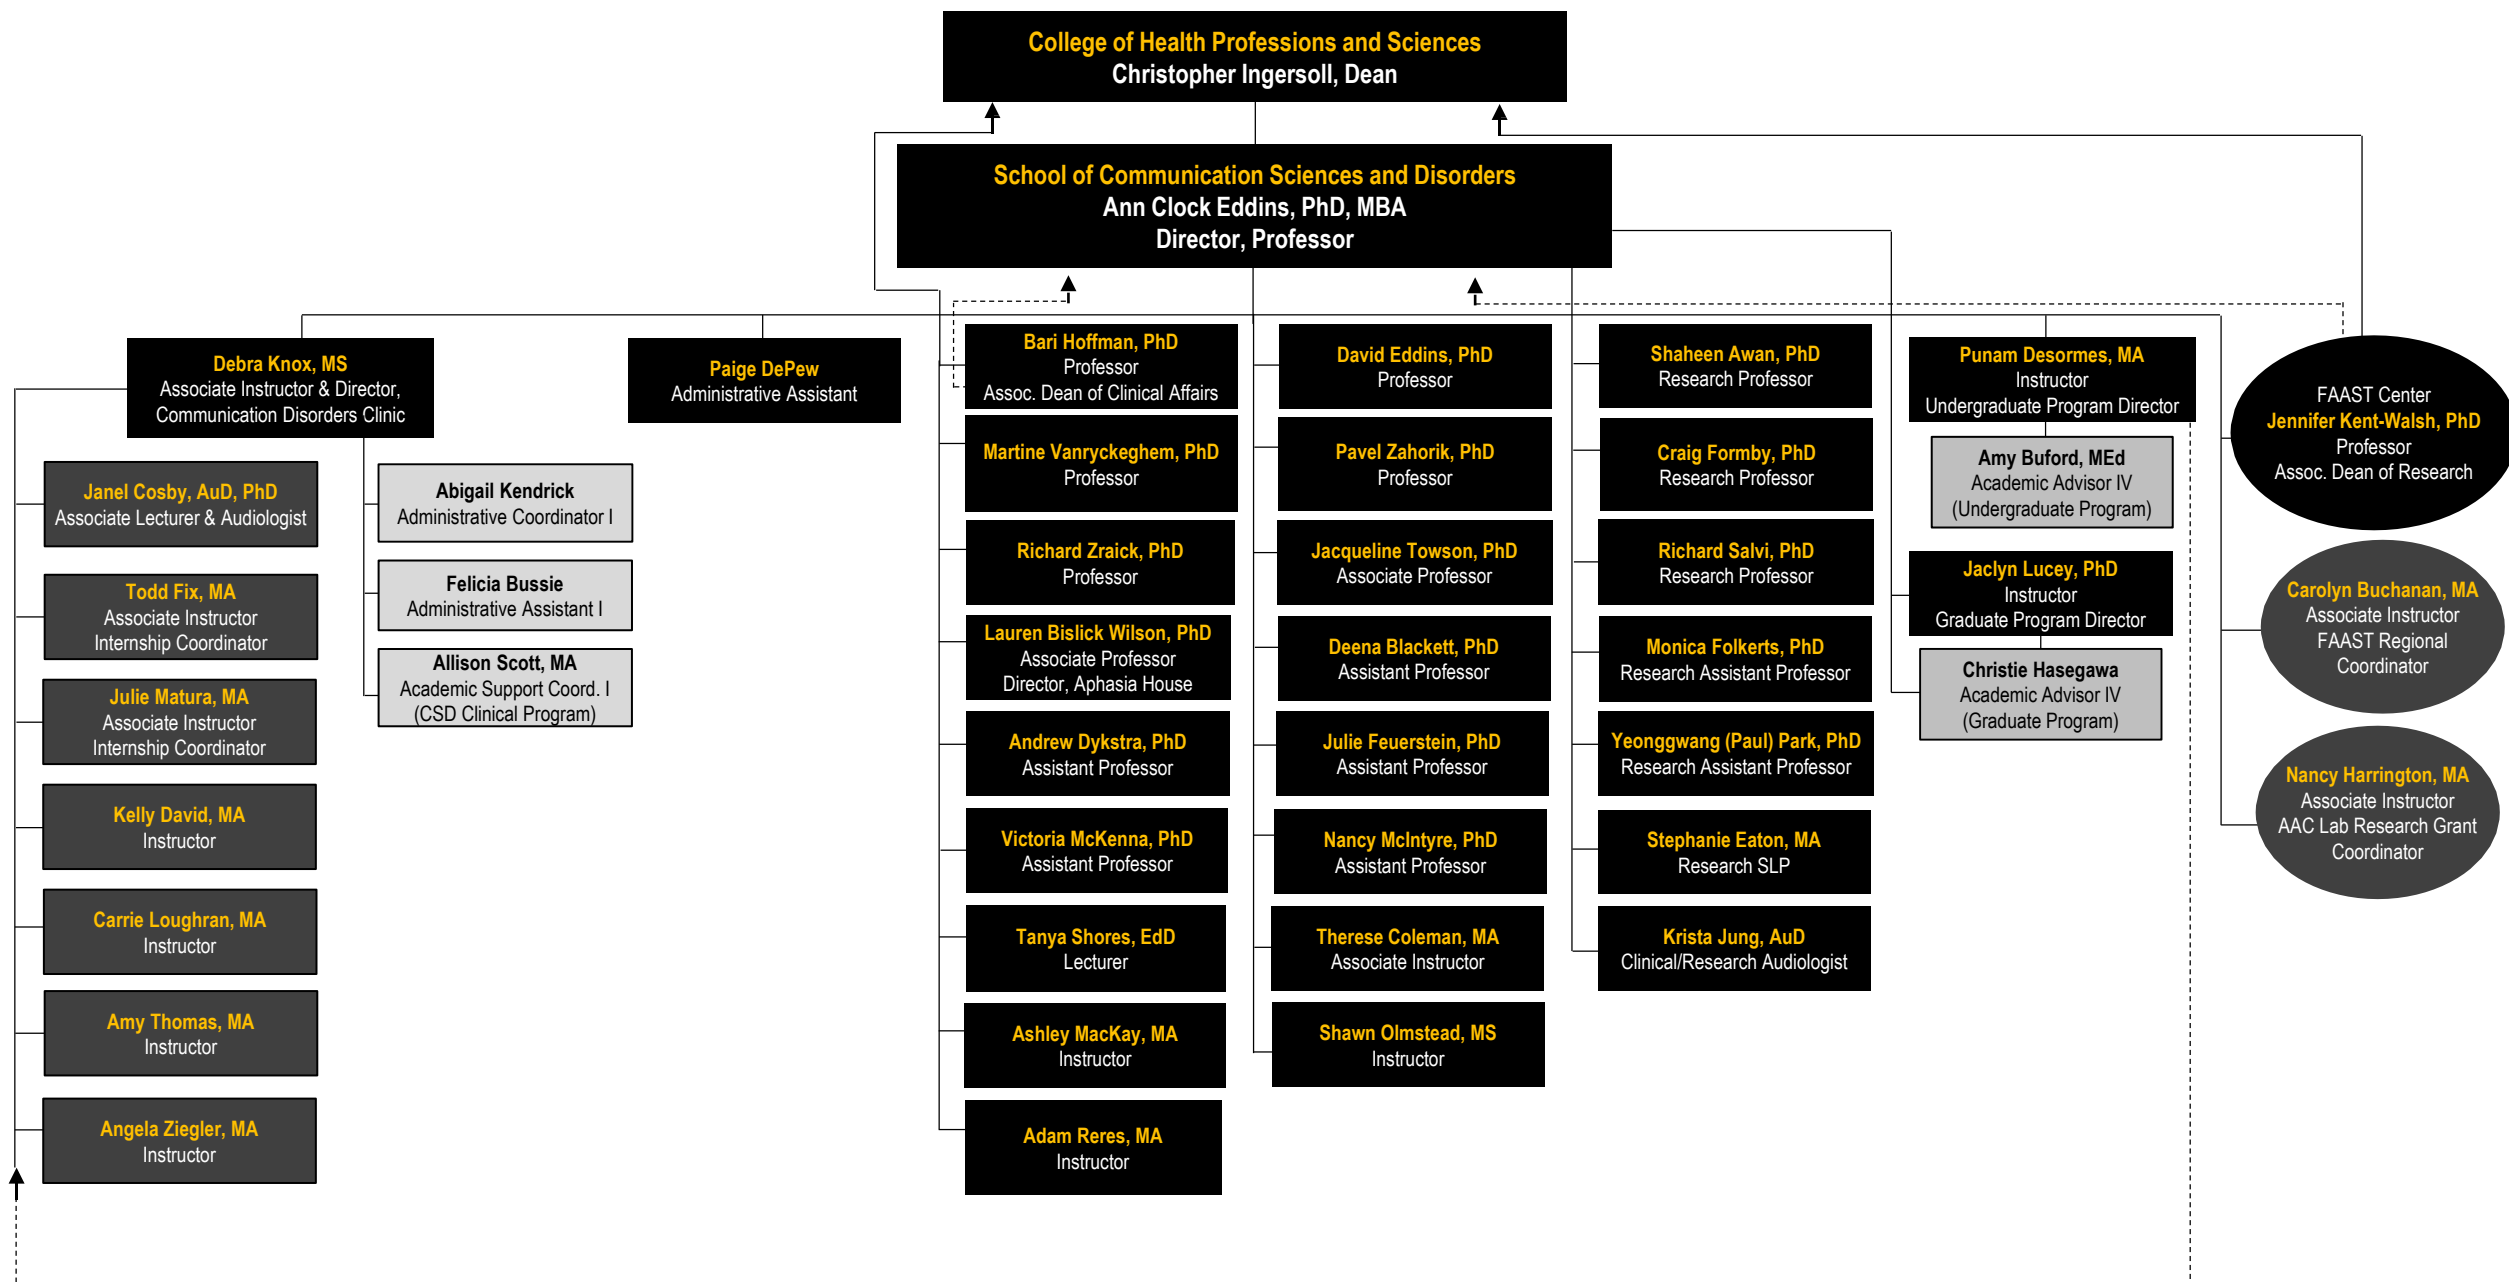 College of Health Professions and Sciences
Christopher Ingersoll, Dean
School of Communication Sciences and Disorders
Ann Clock Eddins, PhD, MBA
Director, Professor
Debra Knox, MS
Associate Instructor & Director,
Communication Disorders Clinic
Janel Cosby, AuD, PhD
Associate Lecturer & Audiologist
Todd Fix, MA
Associate Instructor
Internship Coordinator
Julie Matura, MA
Associate Instructor
Internship Coordinator
Kelly David, MA
Instructor
Carrie Loughran, MA
Instructor
Amy Thomas, MA
Instructor
Angela Ziegler, MA
Instructor
Abigail Kendrick
Administrative Coordinator I
Felicia Bussie
Administrative Assistant I
Allison Scott, MA
Academic Support Coord. I
(CSD Clinical Program)
Paige DePew
Administrative Assistant
Bari Hoffman, PhD
Professor
Assoc. Dean of Clinical Affairs
Martine Vanryckeghem, PhD
Professor
Richard Zraick, PhD
Professor
Lauren Bislick Wilson, PhD
Associate Professor
Director, Aphasia House
Andrew Dykstra, PhD
Assistant Professor
Victoria McKenna, PhD
Assistant Professor
Tanya Shores, EdD
Lecturer
Ashley MacKay, MA
Instructor
Adam Reres, MA
Instructor
David Eddins, PhD
Professor
Pavel Zahorik, PhD
Professor
Jacqueline Towson, PhD
Associate Professor
Deena Blackett, PhD
Assistant Professor
Julie Feuerstein, PhD
Assistant Professor
Nancy McIntyre, PhD
Assistant Professor
Therese Coleman, MA
Associate Instructor
Shawn Olmstead, MS
Instructor
Shaheen Awan, PhD
Research Professor
Craig Formby, PhD
Research Professor
Richard Salvi, PhD
Research Professor
Monica Folkerts, PhD
Research Assistant Professor
Yeonggwang (Paul) Park, PhD
Research Assistant Professor
Stephanie Eaton, MA
Research SLP
Krista Jung, AuD
Clinical/Research Audiologist
Punam Desormes, MA
Instructor
Undergraduate Program Director
Amy Buford, MEd
Academic Advisor IV
(Undergraduate Program)
Jaclyn Lucey, PhD
Instructor
Graduate Program Director
Christie Hasegawa
Academic Advisor IV
(Graduate Program)
FAAST Center
Jennifer Kent-Walsh, PhD
Professor
Assoc. Dean of Research
Carolyn Buchanan, MA
Associate Instructor
FAAST Regional
Coordinator
Nancy Harrington, MA
Associate Instructor
AAC Lab Research Grant
Coordinator